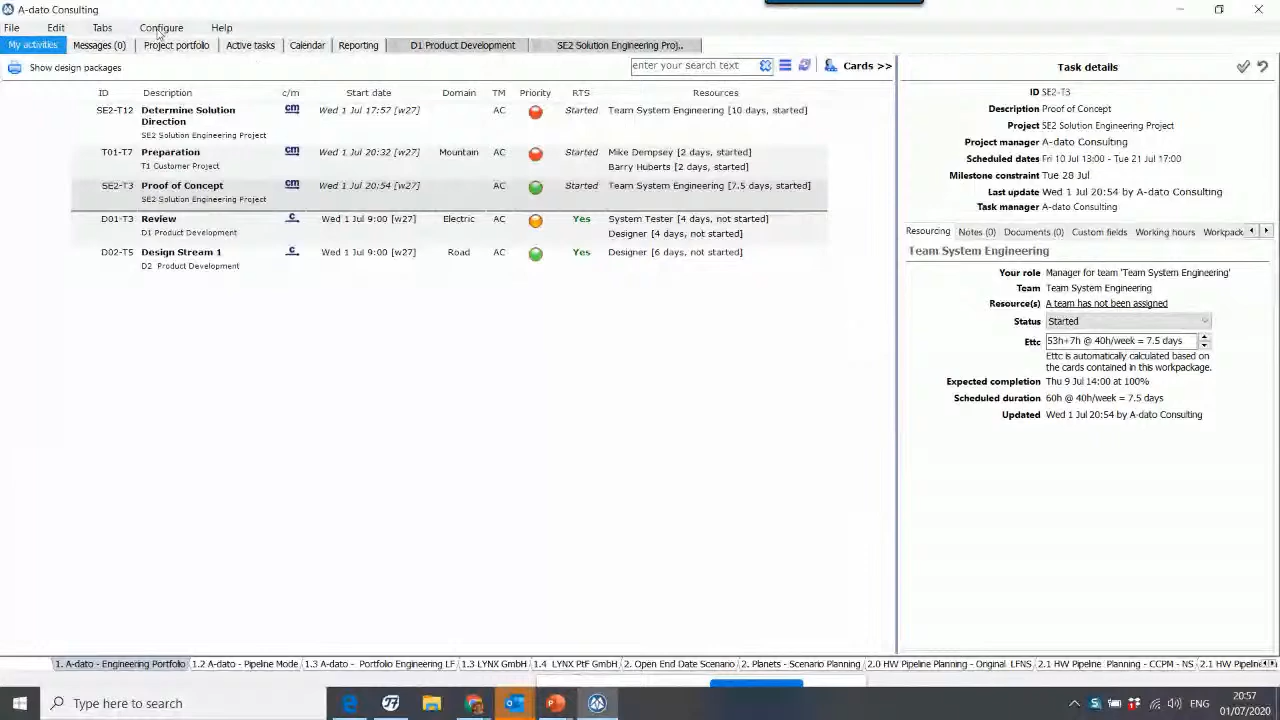 A-dato Consulting
File Edit Tabs Configure Help
My activities Messages (0) Project portfolio Active tasks Calendar Reporting D1 Product Development SE2 Solution Engineering Proj..
Show design packages enter your search text Cards >>
ID Description c/m Start date Domain TM Priority RTS Resources
SE2-T12 Determine Solution cm Wed 1 Jul 17:57 [w27] AC Started Team System Engineering [10 days, started]
Direction
SE2 Solution Engineering Project
T01-T7 Preparation cm Wed 1 Jul 20:32 [w27] Mountain AC Started Mike Dempsey [2 days, started]
T1 Customer Project Barry Huberts [2 days, started]
SE2-T3 Proof of Concept cm Wed 1 Jul 20:54 [w27] AC Started Team System Engineering [7.5 days, started]
SE2 Solution Engineering Project
D01-T3 Review c Wed 1 Jul 9:00 [w27] Electric AC Yes System Tester [4 days, not started]
D1 Product Development Designer [4 days, not started]
D02-T5 Design Stream 1 c Wed 1 Jul 9:00 [w27] Road AC Yes Designer [6 days, not started]
D2 Product Development
Task details
ID SE2-T3
Description Proof of Concept
Project SE2 Solution Engineering Project
Project manager A-dato Consulting
Scheduled dates Fri 10 Jul 13:00 - Tue 21 Jul 17:00
Milestone constraint Tue 28 Jul
Last update Wed 1 Jul 20:54 by A-dato Consulting
Task manager A-dato Consulting
Resourcing Notes (0) Documents (0) Custom fields Working hours Workpack
Team System Engineering
Your role Manager for team 'Team System Engineering'
Team Team System Engineering
Resource(s) A team has not been assigned
Status Started
Ettc 53h+7h @ 40h/week = 7.5 days
Ettc is automatically calculated based on
the cards contained in this workpackage.
Expected completion Thu 9 Jul 14:00 at 100%
Scheduled duration 60h @ 40h/week = 7.5 days
Updated Wed 1 Jul 20:54 by A-dato Consulting
1. A-dato - Engineering Portfolio 1.2 A-dato - Pipeline Mode 1.3 A-dato - Portfolio Engineering LF 1.3 LYNX GmbH 1.4 LYNX PtF GmbH 2. Open End Date Scenario 2. Planets - Scenario Planning 2.0 HW Pipeline Planning - Original LFNS 2.1 HW Pipeline Planning - CCPM - NS 2.1 HW Pipeline
Type here to search ENG 20:57
01/07/2020